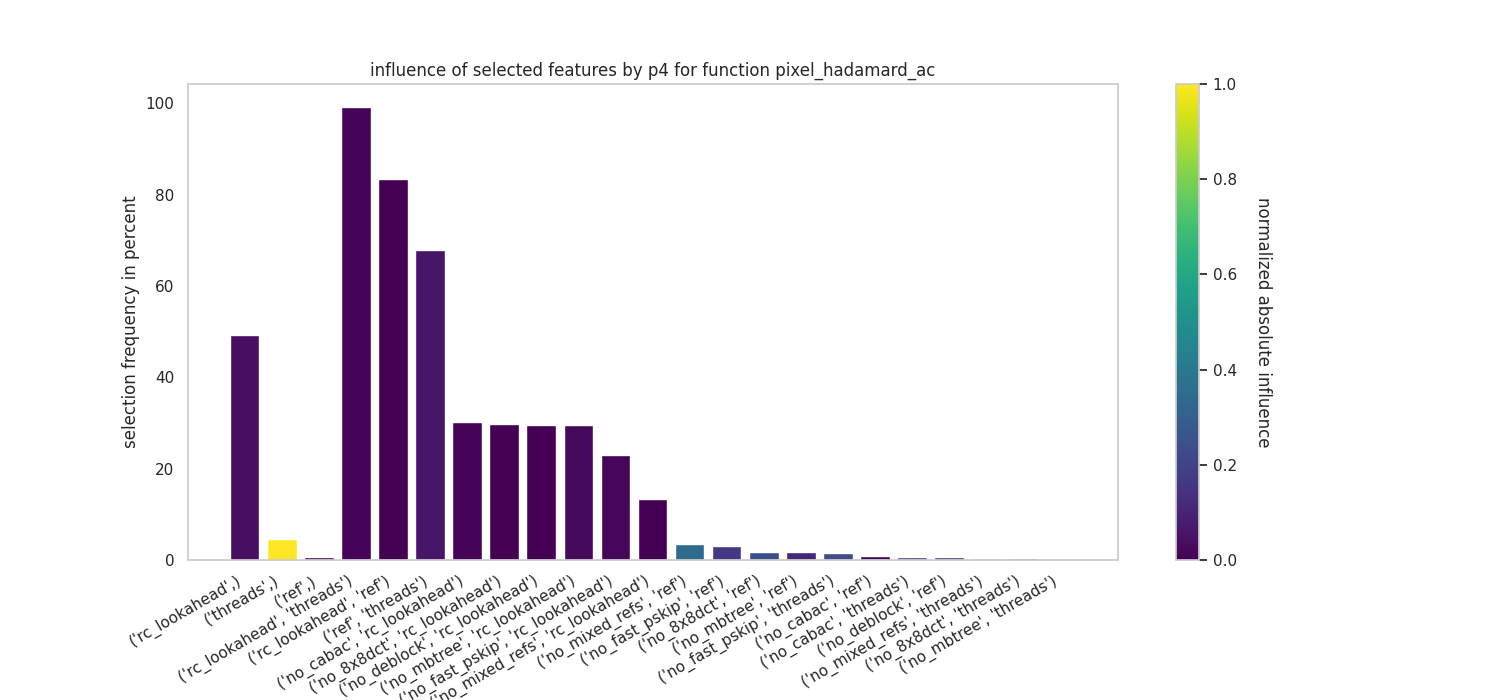 influence of selected features by p4 for function pixel_hadamard_ac
selection frequency in percent
100
80
60
40
20
0
('rc_lookahead',)
('threads',)
('ref',)
('rc_lookahead', 'threads')
('rc_lookahead', 'ref')
('ref', 'threads')
('no_cabac', 'rc_lookahead')
('no_8x8dct', 'rc_lookahead')
('no_deblock', 'rc_lookahead')
('no_mbtree', 'rc_lookahead')
('no_fast_pskip', 'rc_lookahead')
('no_mixed_refs', 'rc_lookahead')
('no_mixed_refs', 'ref')
('no_fast_pskip', 'ref')
('no_8x8dct', 'ref')
('no_mbtree', 'ref')
('no_fast_pskip', 'threads')
('no_cabac', 'ref')
('no_cabac', 'threads')
('no_deblock', 'ref')
('no_mixed_refs', 'threads')
('no_8x8dct', 'threads')
('no_mbtree', 'threads')
1.0
0.8
0.6
0.4
0.2
0.0
normalized absolute influence